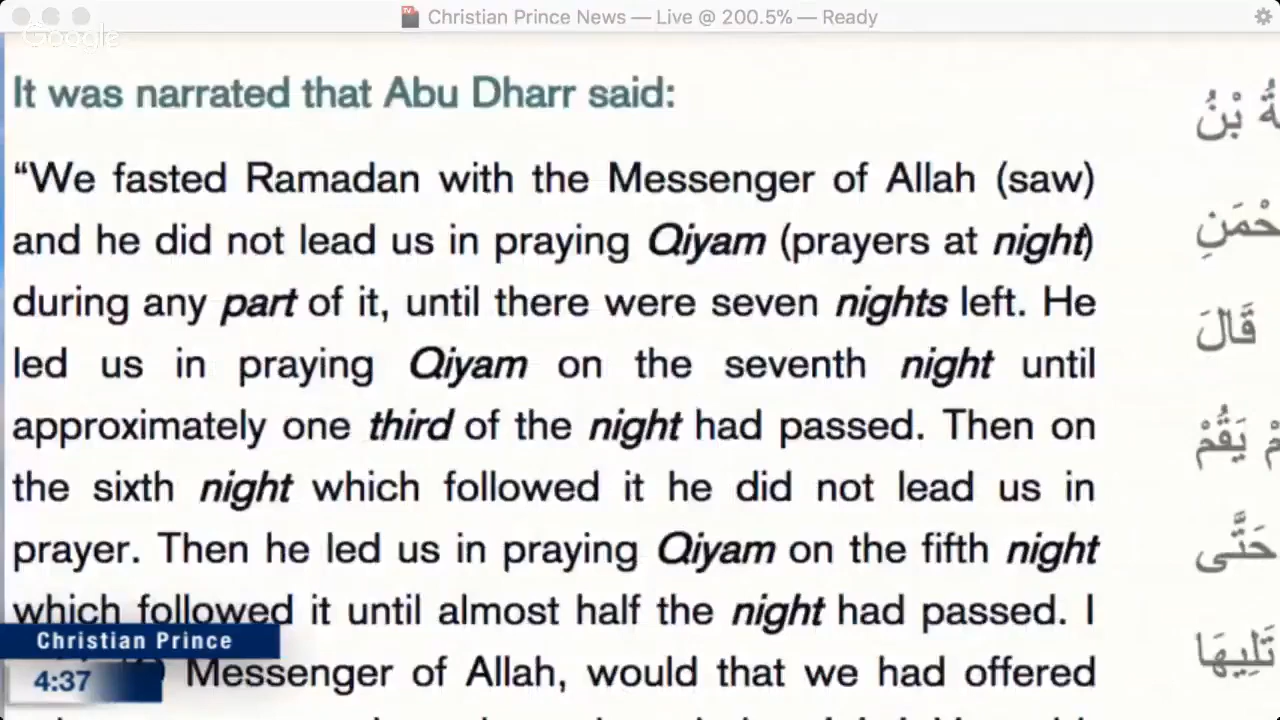 Christian Prince News — Live @ 200.5% — Ready
Google
It was narrated that Abu Dharr said:
“We fasted Ramadan with the Messenger of Allah (saw)
and he did not lead us in praying Qiyam (prayers at night)
during any part of it, until there were seven nights left. He
led us in praying Qiyam on the seventh night until
approximately one third of the night had passed. Then on
the sixth night which followed it he did not lead us in
prayer. Then he led us in praying Qiyam on the fifth night
which followed it until almost half the night had passed. I
Messenger of Allah, would that we had offered
ةُ بْنُ
حْمَنِ
قَالَ
مْ يَقُمْ
حَتَّى
تَلِيهَا
Christian Prince
4:37